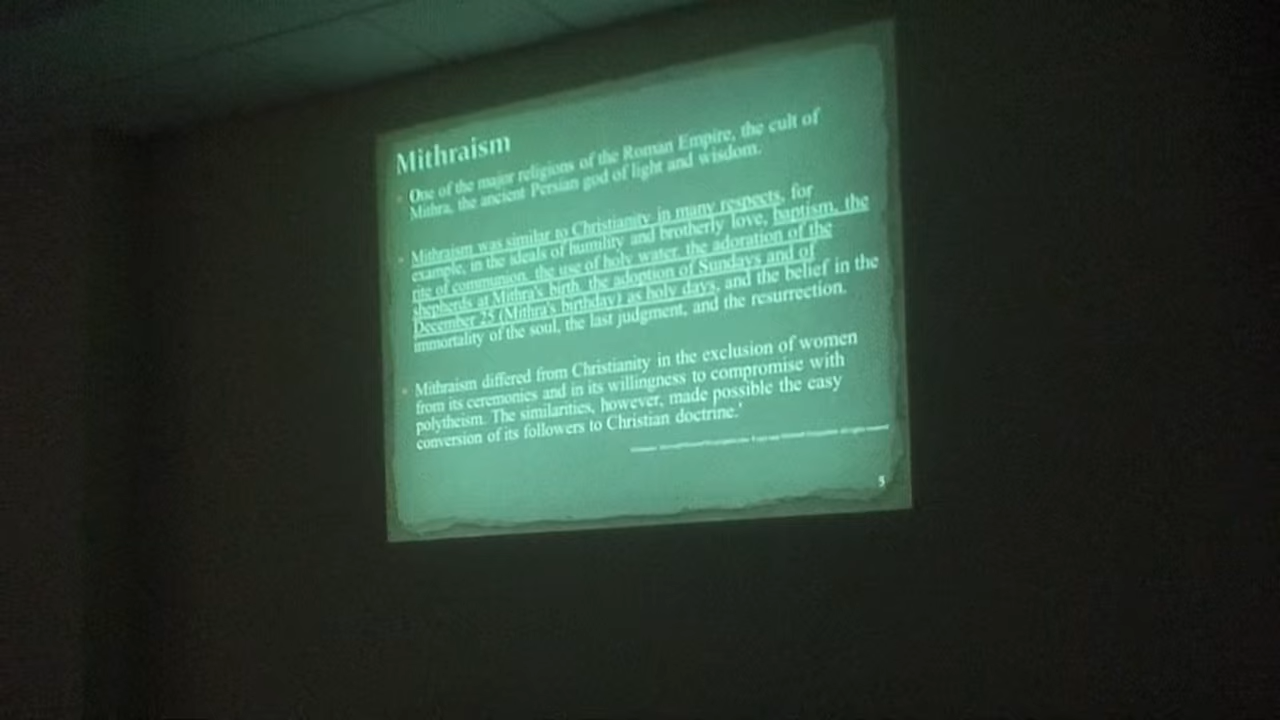 Mithraism
One of the major religions of the Roman Empire, the cult of
Mithra, the ancient Persian god of light and wisdom.
Mithraism was similar to Christianity in many respects, for
example, in the ideals of humility and brotherly love, baptism, the
rite of communion, the use of holy water, the adoration of the
shepherds at Mithra's birth, the adoption of Sundays and of
December 25 (Mithra's birthday) as holy days, and the belief in the
immortality of the soul, the last judgment, and the resurrection.
Mithraism differed from Christianity in the exclusion of women
from its ceremonies and in its willingness to compromise with
polytheism. The similarities, however, made possible the easy
conversion of its followers to Christian doctrine.'
5